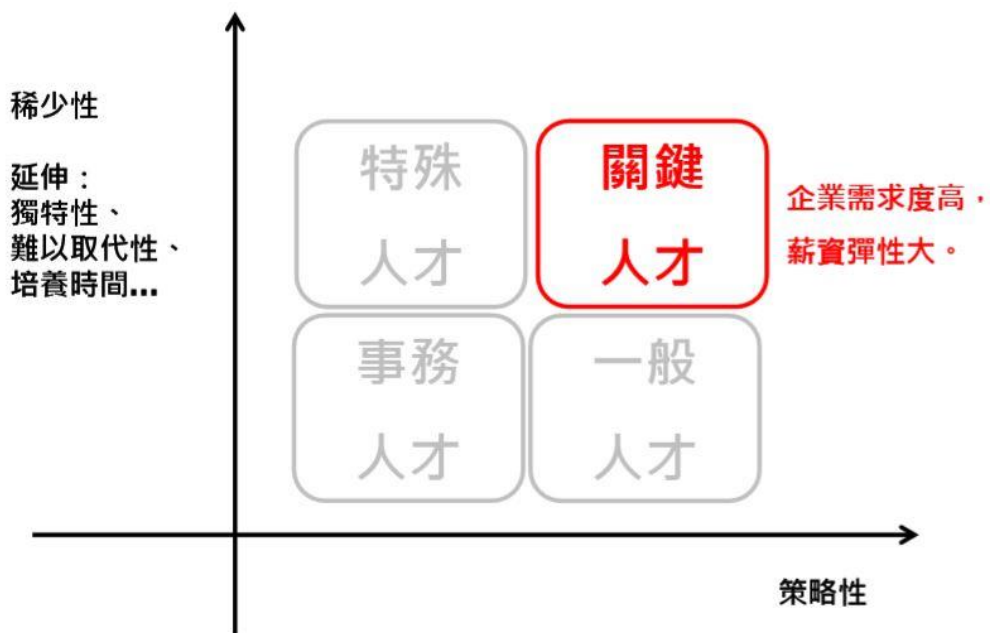 稀少性
延伸：
獨特性、
難以取代性、
培養時間...
特殊
人才
關鍵
人才
企業需求度高，
薪資彈性大。
事務
人才
一般
人才
策略性